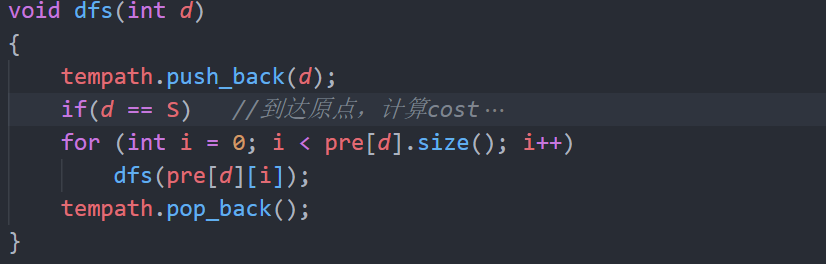 void dfs(int d)
{
    tempath.push_back(d);
    if(d == S)   //到达原点，计算cost…
    for (int i = 0; i < pre[d].size(); i++)
        dfs(pre[d][i]);
    tempath.pop_back();
}